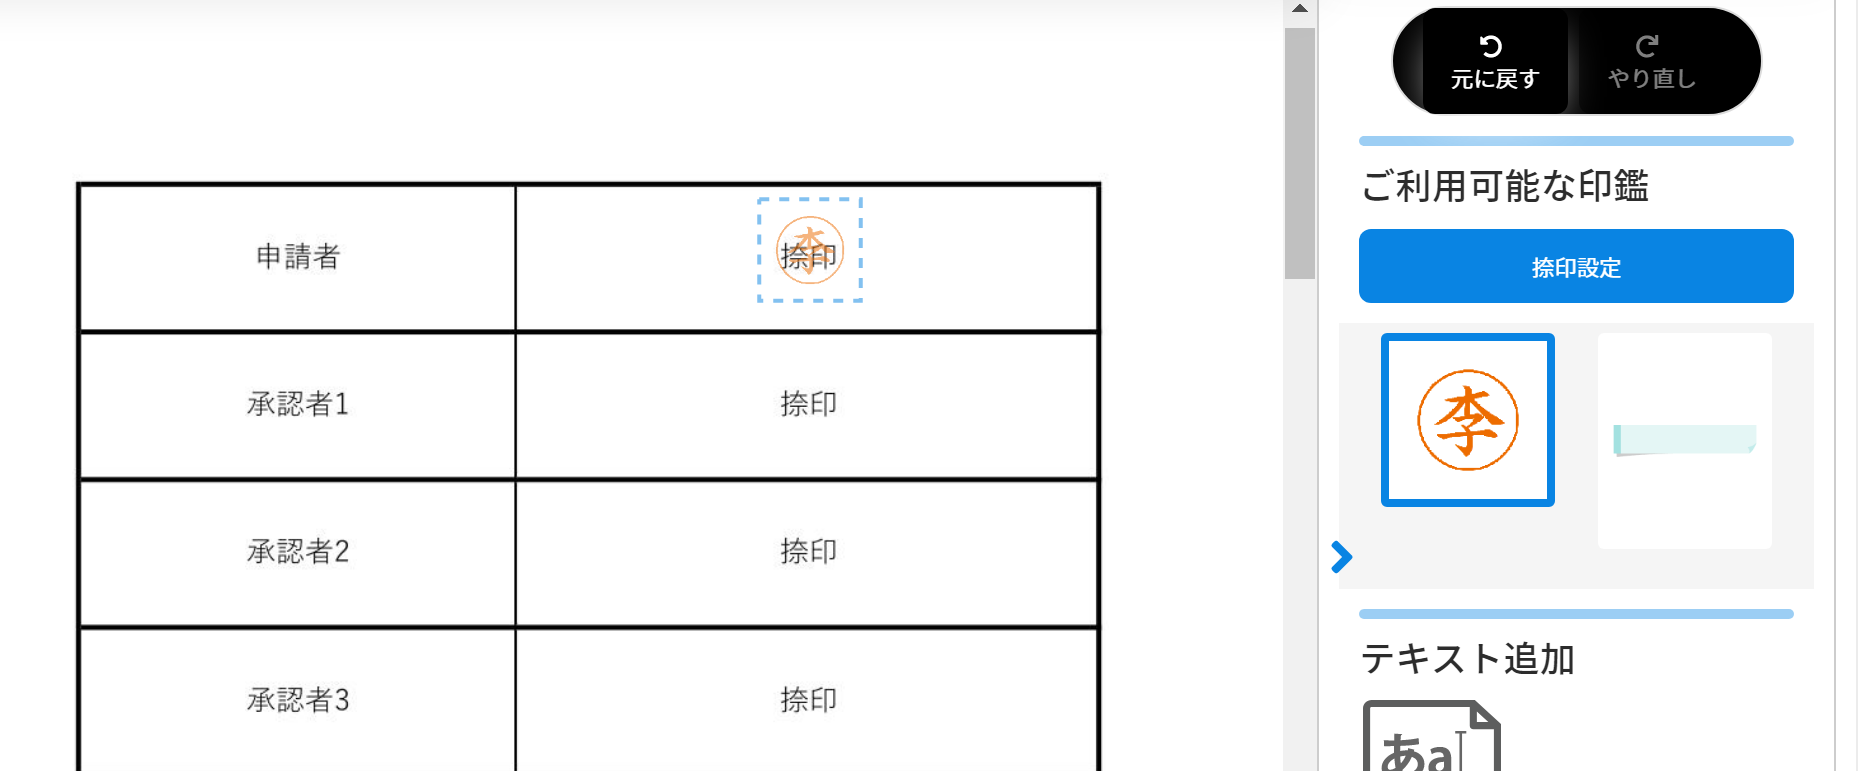 元に戻す
やり直し
ご利用可能な印鑑
捺印設定
李
申請者
李
捺印
承認者1
捺印
承認者2
捺印
承認者3
捺印
テキスト追加
あa